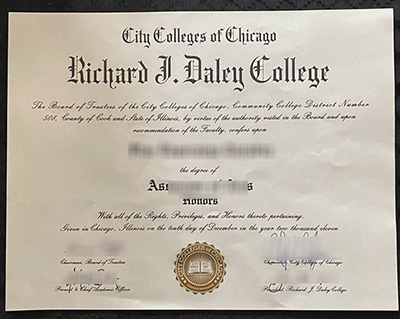 City Colleges of Chicago
Richard J. Daley College
The Board of Trustees of the City Colleges of Chicago, Community College District Number
508, County of Cook and State of Illinois, by virtue of the authority vested in the Board and upon
recommendation of the Faculty, confers upon
the degree of
Honors
With all of the Rights, Privileges, and Honors thereto pertaining.
Given in Chicago, Illinois on the tenth day of December in the year two thousand eleven.
Chairman, Board of Trustees
City Colleges of Chicago
President Richard J. Daley College